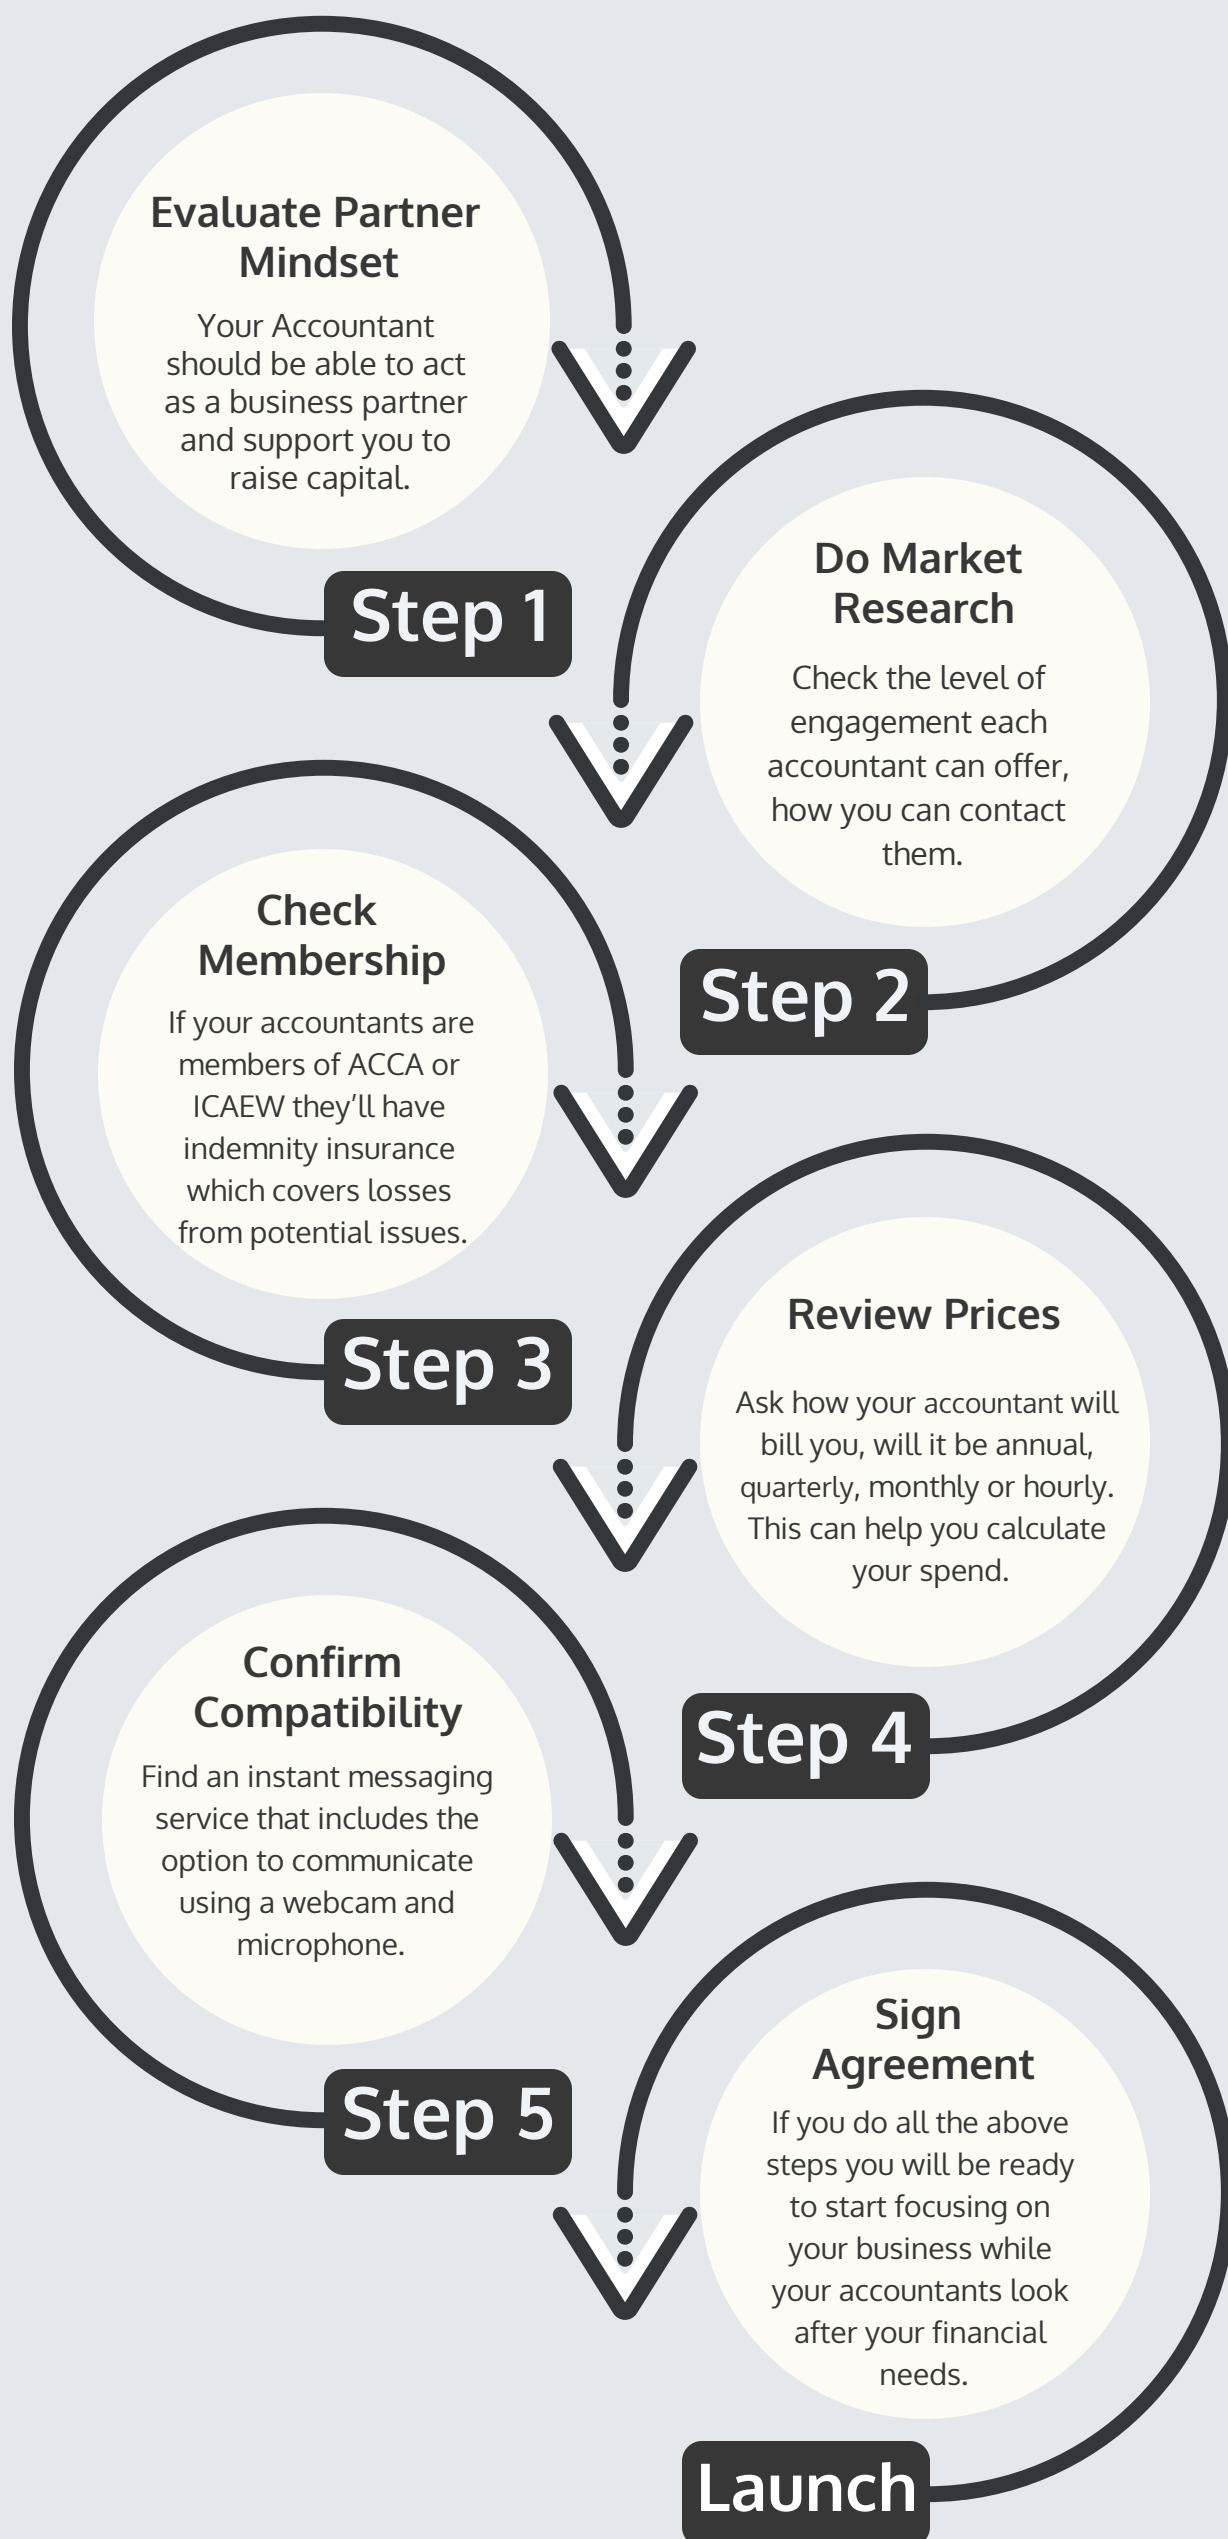 Evaluate Partner
Mindset
Your Accountant
should be able to act
as a business partner
and support you to
raise capital.
Step 1
Do Market
Research
Check the level of
engagement each
accountant can offer,
how you can contact
them.
Step 2
Check
Membership
If your accountants are
members of ACCA or
ICAEW they’ll have
indemnity insurance
which covers losses
from potential issues.
Step 3
Review Prices
Ask how your accountant will
bill you, will it be annual,
quarterly, monthly or hourly.
This can help you calculate
your spend.
Step 4
Confirm
Compatibility
Find an instant messaging
service that includes the
option to communicate
using a webcam and
microphone.
Step 5
Sign
Agreement
If you do all the above
steps you will be ready
to start focusing on
your business while
your accountants look
after your financial
needs.
Launch